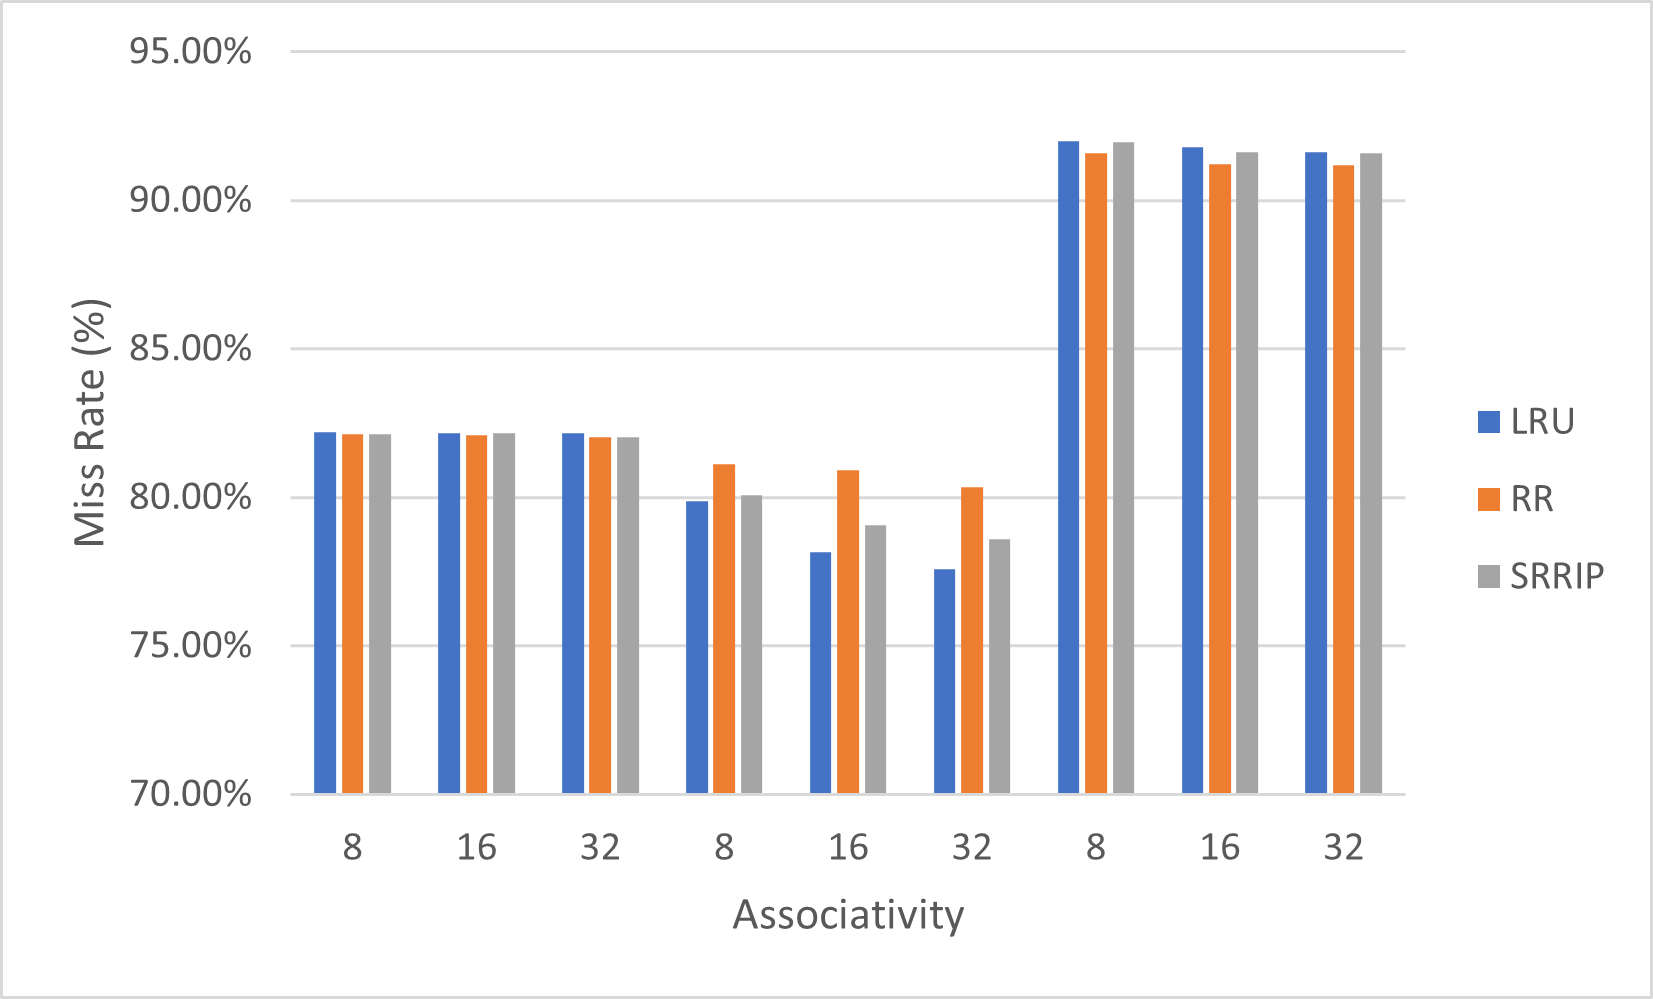 95.00%
90.00%
85.00%
80.00%
75.00%
70.00%
Miss Rate (%)
8 16 32 8 16 32 8 16 32
Associativity
LRU
RR
SRRIP